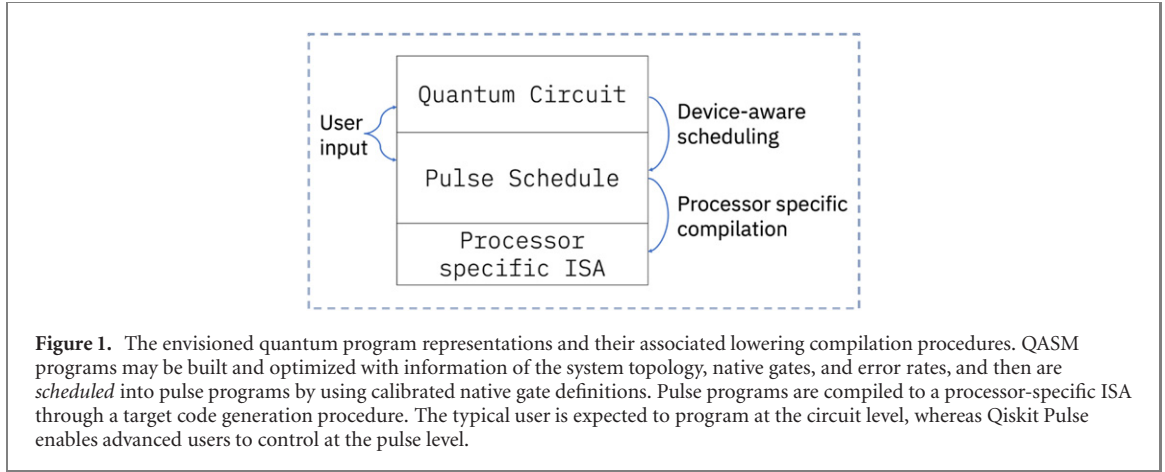 Quantum Circuit
User
input
Device-aware
scheduling
Pulse Schedule
Processor specific
compilation
Processor
specific ISA
Figure 1. The envisioned quantum program representations and their associated lowering compilation procedures. QASM
programs may be built and optimized with information of the system topology, native gates, and error rates, and then are
scheduled into pulse programs by using calibrated native gate definitions. Pulse programs are compiled to a processor-specific ISA
through a target code generation procedure. The typical user is expected to program at the circuit level, whereas Qiskit Pulse
enables advanced users to control at the pulse level.